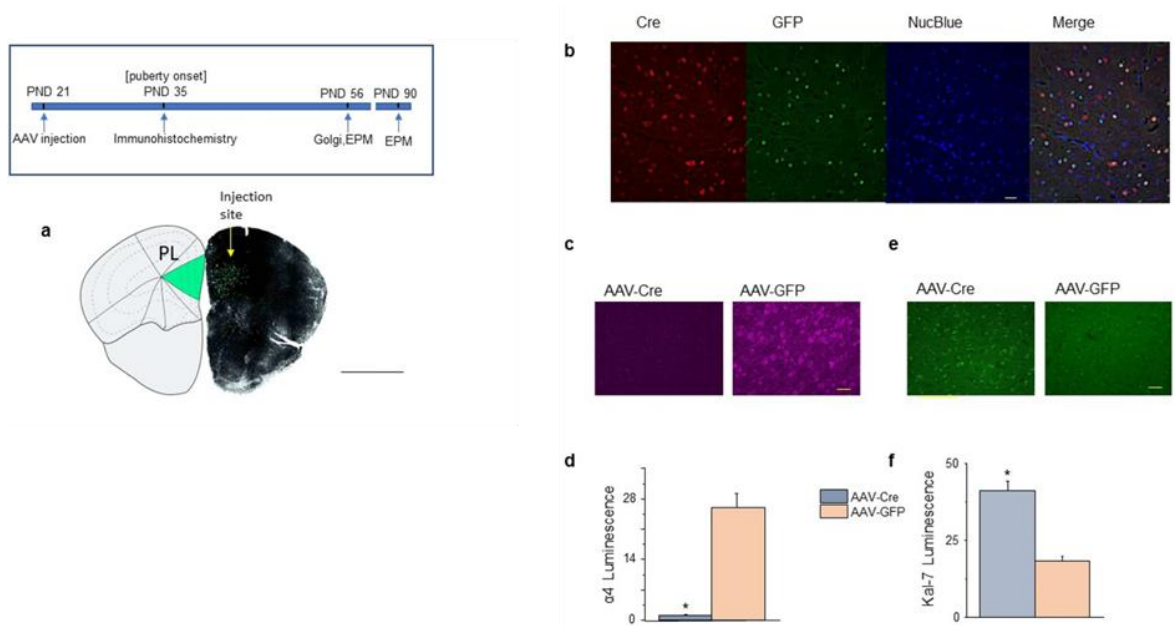 [puberty onset]
PND 21 PND 35 PND 56 PND 90
AAV injection Immunohistochemistry Golgi,EPM EPM
a
Injection
site
PL
Cre GFP NucBlue Merge
b
c
AAV-Cre AAV-GFP
e
AAV-Cre AAV-GFP
d
α4 Luminescence
28
14
0
*
AAV-Cre
AAV-GFP
f
Kal-7 Luminescence
50
25
0
*